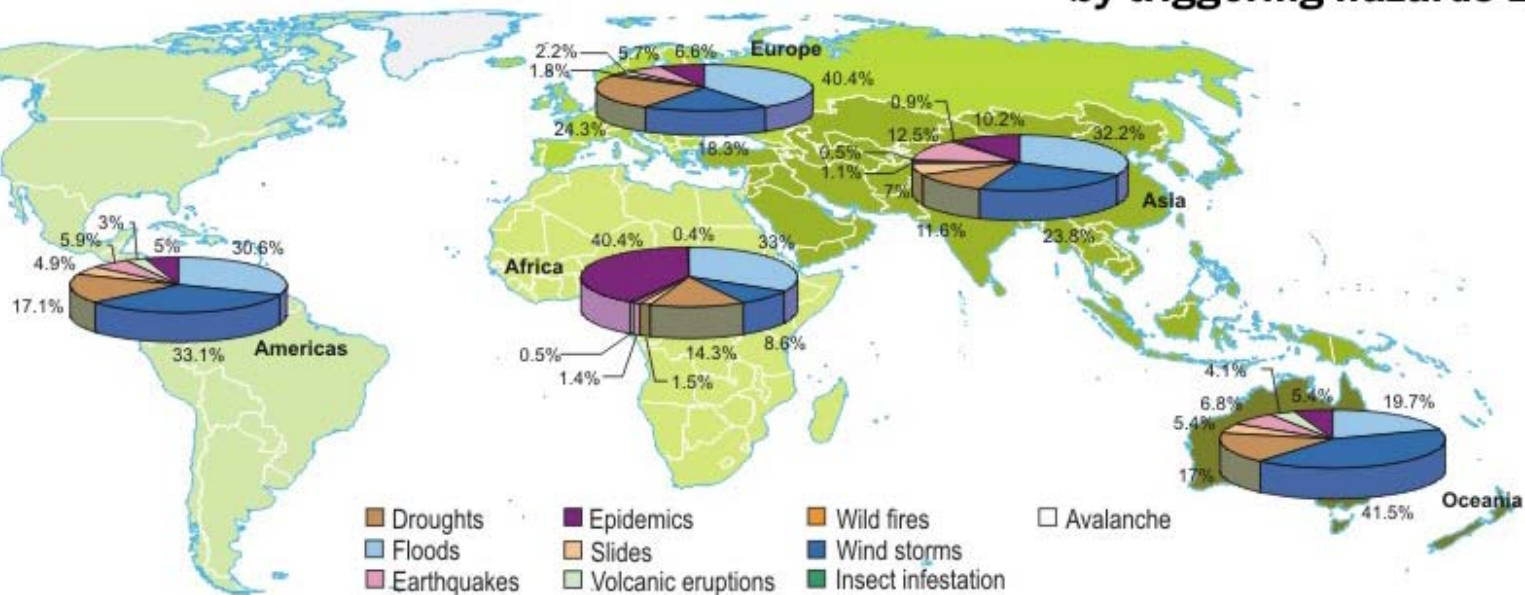 by triggering hazards
2.2% 5.7% 6.6% Europe
1.8% 40.4%
24.3% 18.3%
0.9% 10.2%
12.5% 32.2%
0.5%
1.1%
7% Asia
11.6% 23.8%
3%
5.9% 5% 30.6%
4.9%
17.1%
33.1% Americas
40.4% 0.4% 33%
Africa
0.5% 14.3% 8.6%
1.4% 1.5%
4.1%
6.8% 5.4% 19.7%
5.4%
17% Oceania
41.5%
Droughts Epidemics Wild fires Avalanche
Floods Slides Wind storms
Earthquakes Volcanic eruptions Insect infestation